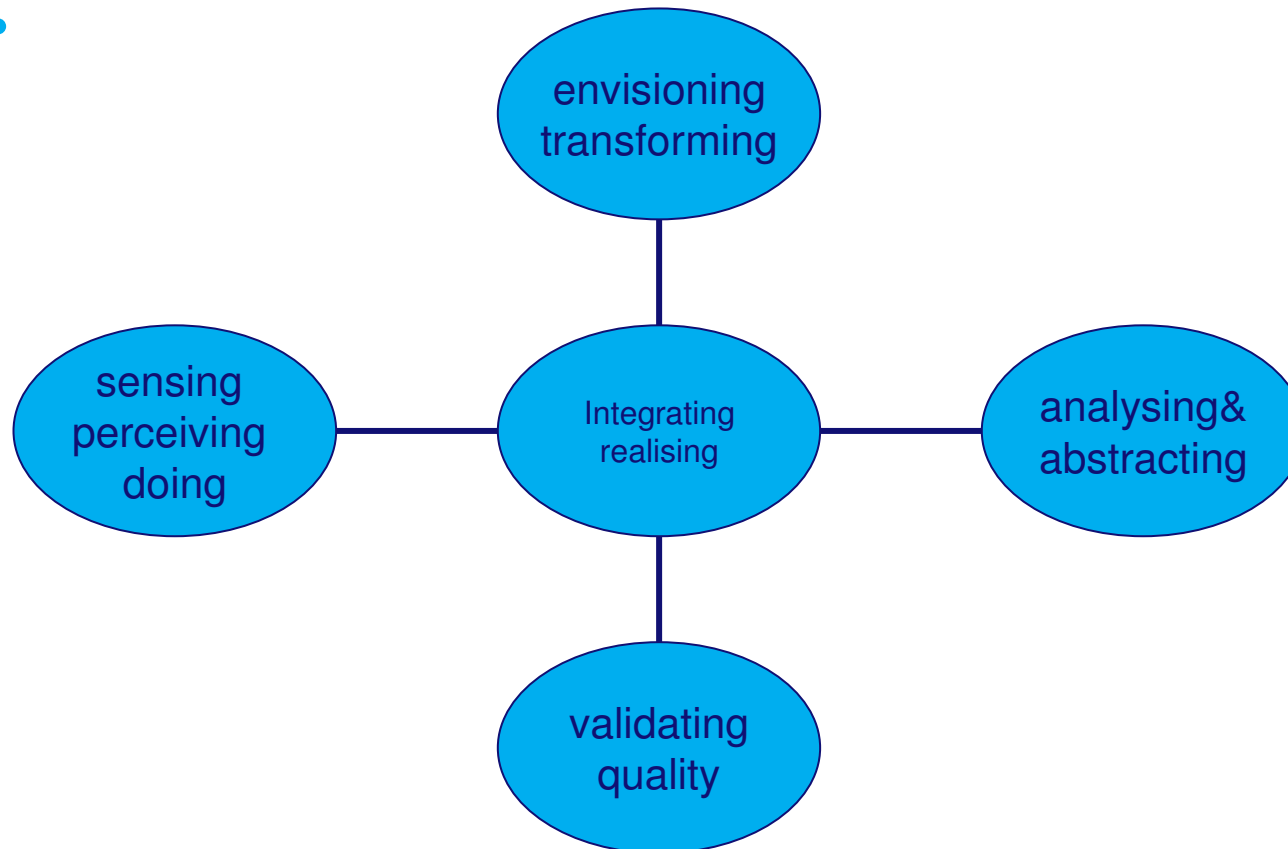 envisioning
transforming
sensing
perceiving
doing
Integrating
realising
analysing&
abstracting
validating
quality